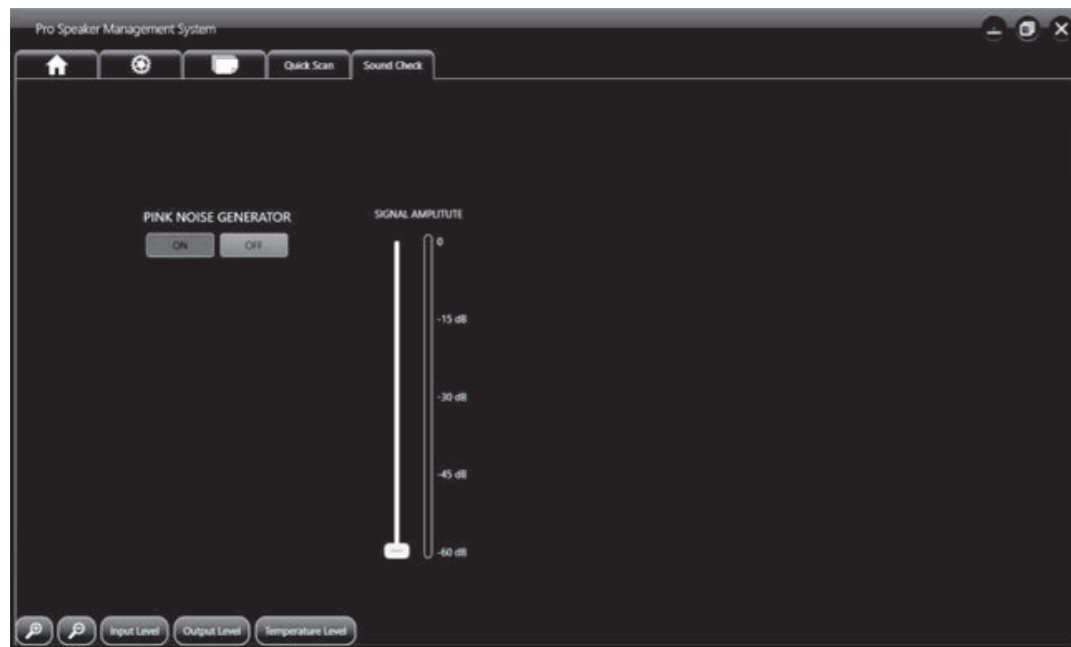 Pro Speaker Management System
Quick Scan Sound Check
PINK NOISE GENERATOR
ON OFF
SIGNAL AMPLITUTE
0
-15 dB
-30 dB
-45 dB
-60 dB
Input Level Output Level Temperature Level